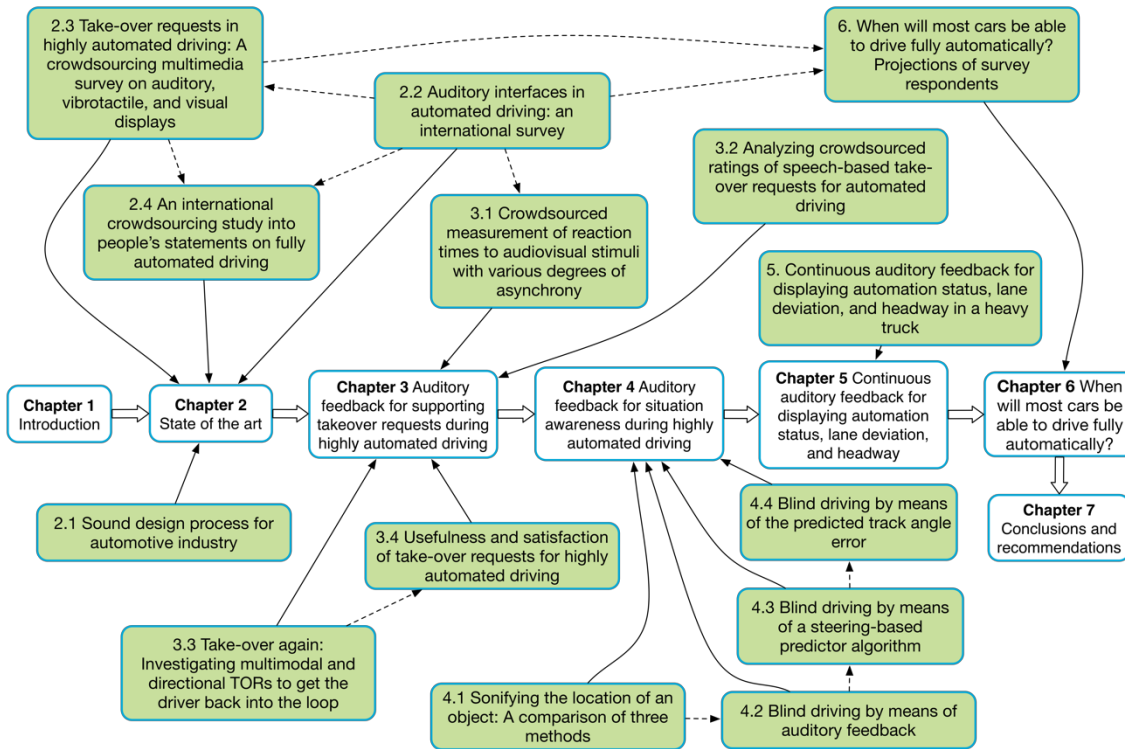 2.3 Take-over requests in
highly automated driving: A
crowdsourcing multimedia
survey on auditory,
vibrotactile, and visual
displays
2.2 Auditory interfaces in
automated driving: an
international survey
6. When will most cars be able
to drive fully automatically?
Projections of survey
respondents
2.4 An international
crowdsourcing study into
people's statements on fully
automated driving
3.1 Crowdsourced
measurement of reaction
times to audiovisual stimuli
with various degrees of
asynchrony
3.2 Analyzing crowdsourced
ratings of speech-based take-
over requests for automated
driving
5. Continuous auditory feedback for
displaying automation status, lane
deviation, and headway in a heavy
truck
Chapter 1
Introduction
Chapter 2
State of the art
Chapter 3 Auditory
feedback for supporting
takeover requests during
highly automated driving
Chapter 4 Auditory
feedback for situation
awareness during highly
automated driving
Chapter 5 Continuous
auditory feedback for
displaying automation
status, lane deviation,
and headway
Chapter 6 When
will most cars be
able to drive fully
automatically?
Chapter 7
Conclusions and
recommendations
2.1 Sound design process for
automotive industry
3.4 Usefulness and satisfaction
of take-over requests for highly
automated driving
4.4 Blind driving by means
of the predicted track angle
error
3.3 Take-over again:
Investigating multimodal and
directional TORs to get the
driver back into the loop
4.3 Blind driving by means
of a steering-based
predictor algorithm
4.1 Sonifying the location of an
object: A comparison of three
methods
4.2 Blind driving by means of
auditory feedback